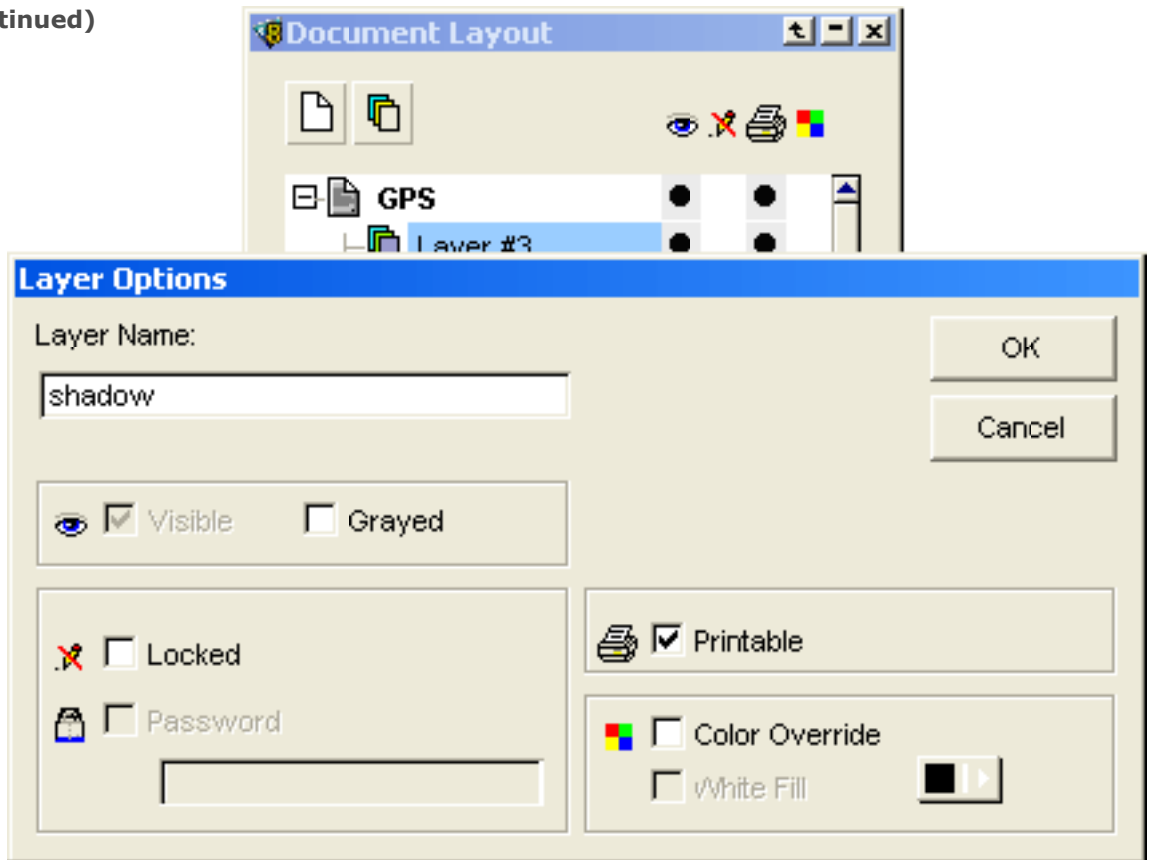 tinued)
Document Layout
GPS
Layer #3
Layer Options
Layer Name:
OK
shadow
Cancel
Visible
Grayed
Locked
Printable
Password
Color Override
White Fill